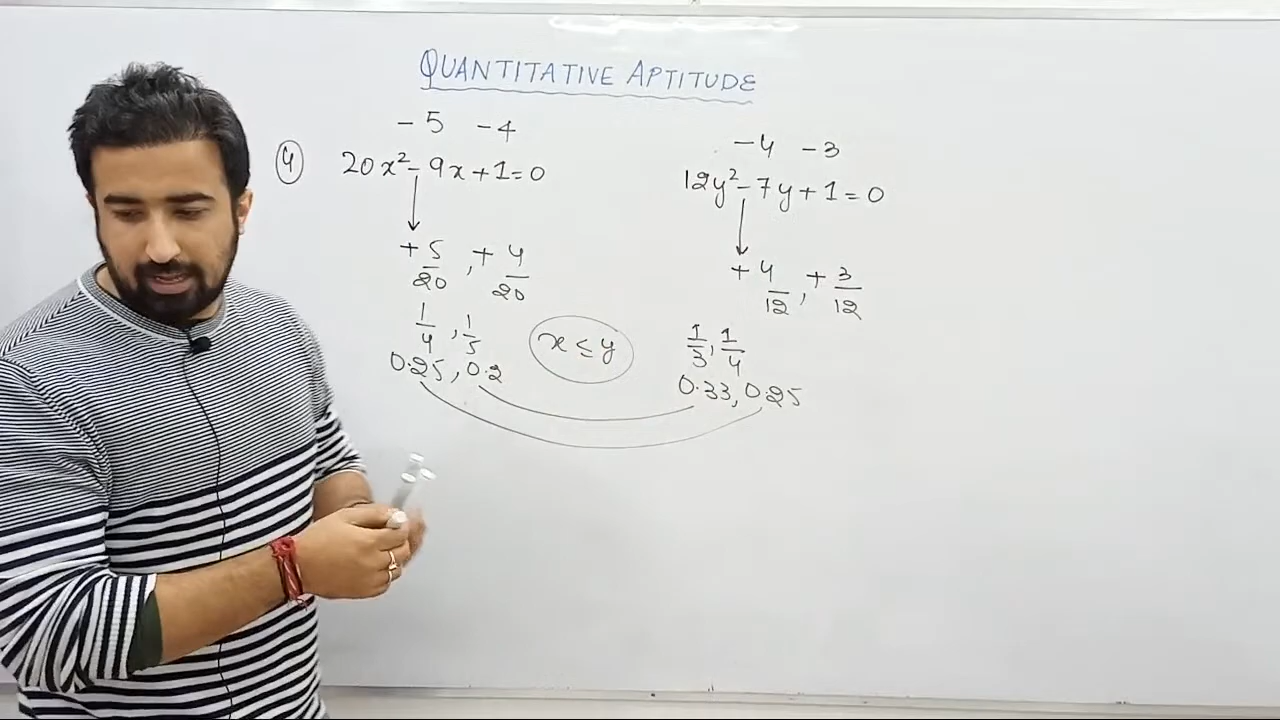 QUANTITATIVE APTITUDE
-5 -4
(4) 20x² - 9x + 1 = 0
+5/20, +4/20
1/4, 1/5
0.25, 0.2
x ≤ y
-4 -3
12y² - 7y + 1 = 0
+4/12, +3/12
1/3, 1/4
0.33, 0.25